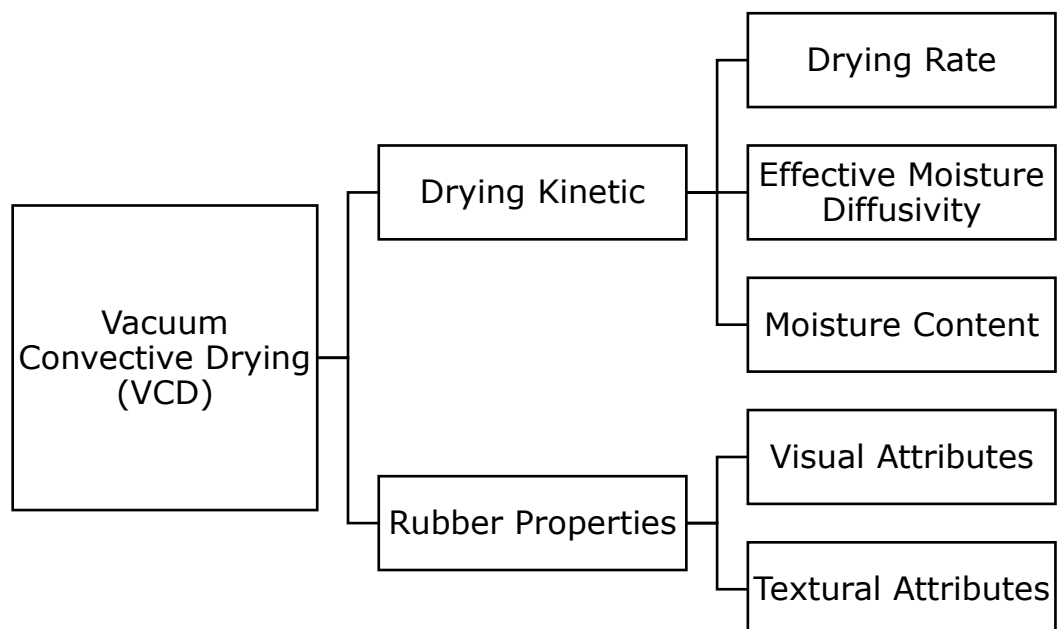 Vacuum
Convective Drying
(VCD)
Drying Kinetic
Rubber Properties
Drying Rate
Effective Moisture
Diffusivity
Moisture Content
Visual Attributes
Textural Attributes